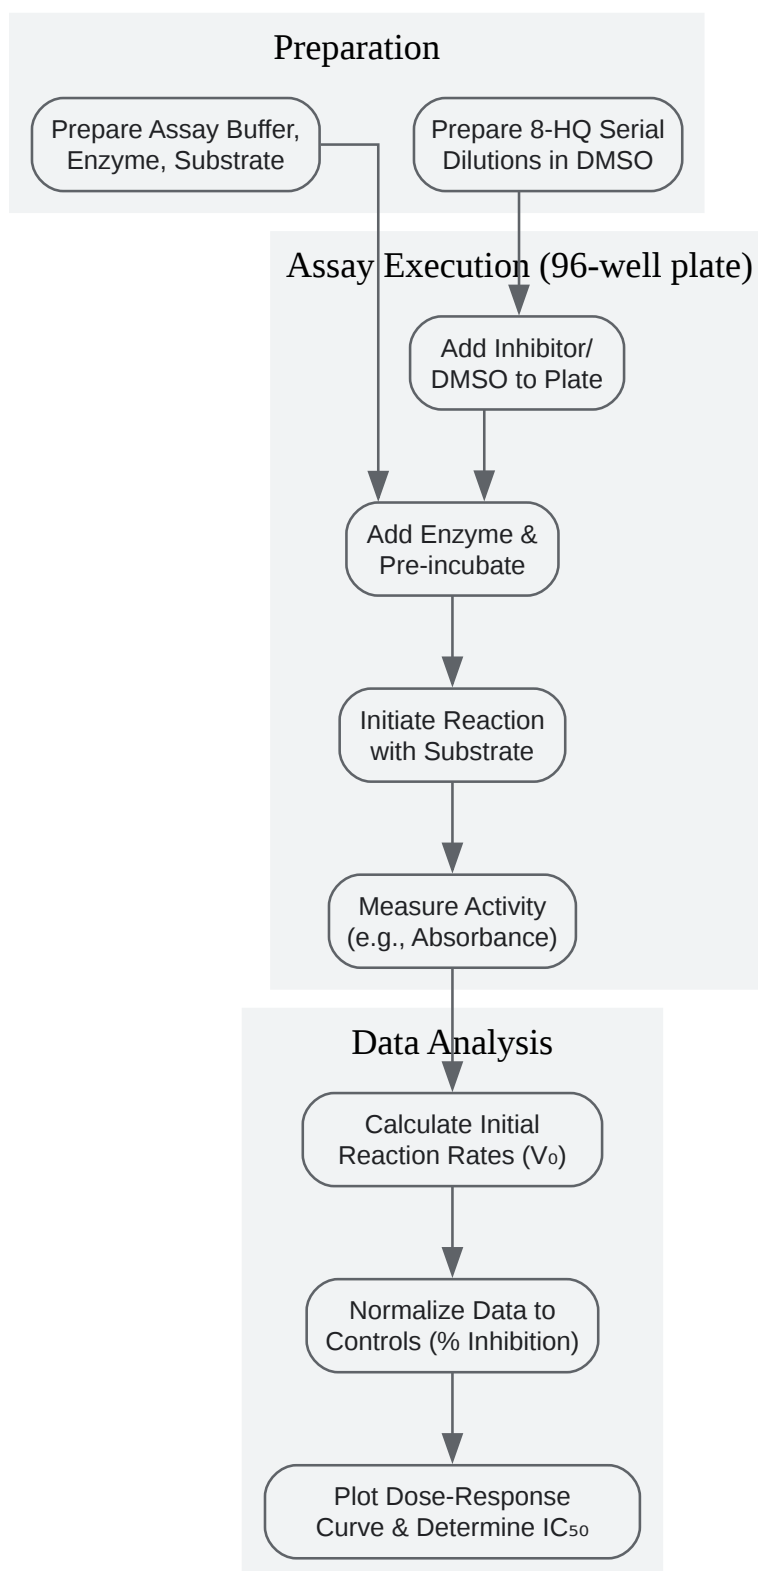 Preparation
Prepare Assay Buffer,
Enzyme, Substrate
Prepare 8-HQ Serial
Dilutions in DMSO
Assay Execution (96-well plate)
Add Inhibitor/
DMSO to Plate
Add Enzyme &
Pre-incubate
Initiate Reaction
with Substrate
Measure Activity
(e.g., Absorbance)
Data Analysis
Calculate Initial
Reaction Rates (V₀)
Normalize Data to
Controls (% Inhibition)
Plot Dose-Response
Curve & Determine IC₅₀